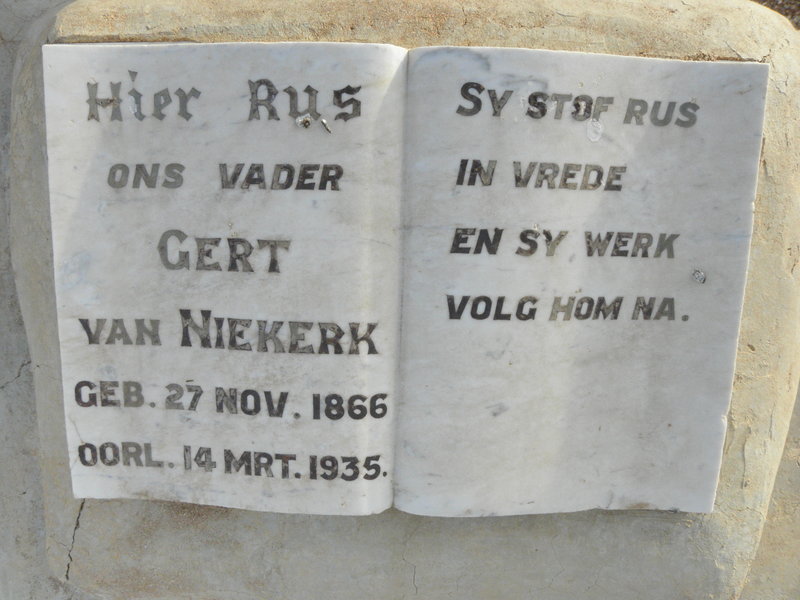 Hier Rus
ONS VADER
GERT
VAN NIEKERK
GEB. 27 NOV. 1866
OORL. 14 MRT. 1935.
SY STOF RUS
IN VREDE
EN SY WERK
VOLG HOM NA.